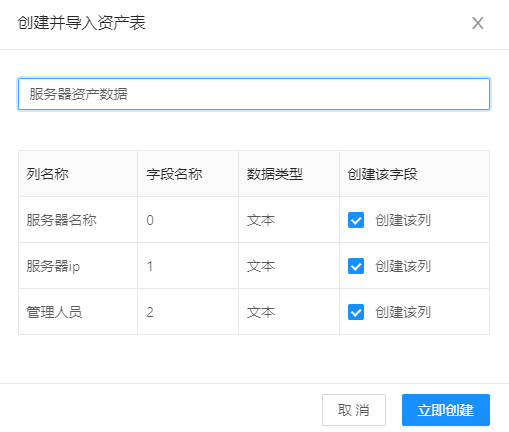 创建并导入资产表 X
服务器资产数据
列名称 字段名称 数据类型 创建该字段
服务器名称 0 文本 创建该列
服务器ip 1 文本 创建该列
管理人员 2 文本 创建该列
取 消 立即创建